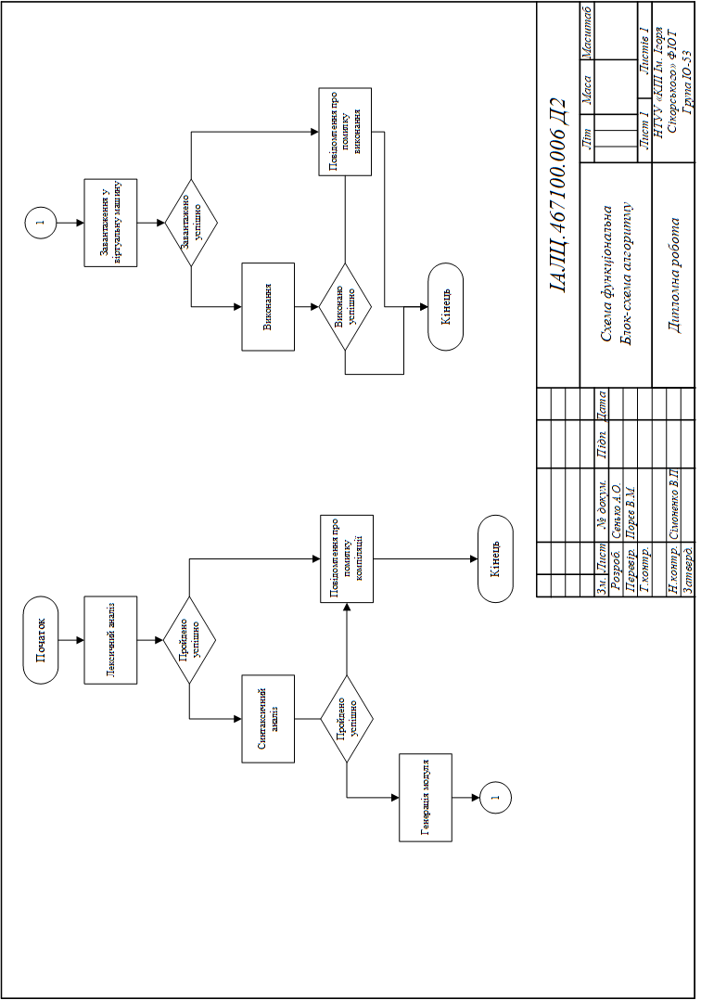 Початок
Лексичний аналіз
Пройдено
успішно
Синтаксичний
аналіз
Пройдено
успішно
Генерація модуля
1
Повідомлення про
помилку
компіляції
Кінець
1
Завантаження у
віртуальну машину
Завантажено
успішно
Виконання
Виконано
успішно
Повідомлення про
помилку
виконання
Кінець
ІАЛЦ.467100.006 Д2
Зм. Лист № докум. Підп. Дата
Розроб. Сенько А.О.
Перевір. Порєв В.М.
Т.контр.
Н.контр. Сімоненко В.П
Затверд.
Схема функціональна
Блок-схема алгоритму
Літ Маса Масштаб
Лист 1 Листів 1
Дипломна робота
НТУУ «КПІ Ім. Ігоря
Сікорського» ФІОТ
Група ІО-53